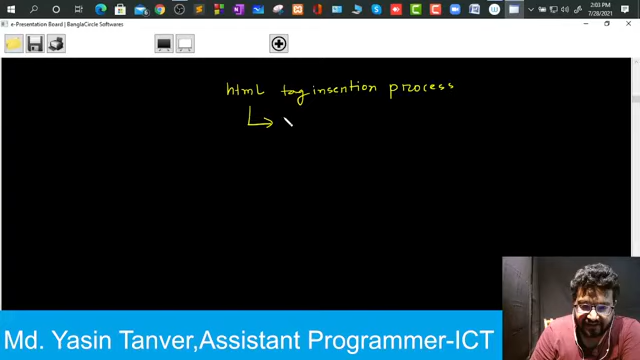 2:03 PM
7/28/2021
e-Presentation Board | BanglaCircle Softwares
html tag insention process
Md. Yasin Tanver,Assistant Programmer-ICT